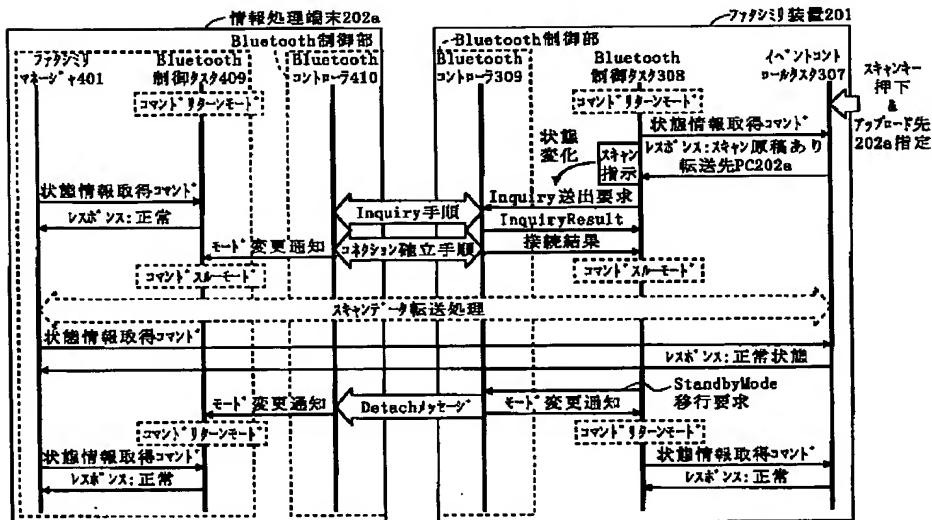 情報処理端末202a
ファクシミリ装置201
Bluetooth制御部
Bluetooth制御部
ファクシミリ
マネージャ401
Bluetooth
制御タスク409
Bluetooth
コントローラ410
Bluetooth
コントローラ309
Bluetooth
制御タスク308
イベントコント
ロールタスク307
スキャンキー
押下
&
アップロード先
202a指定
コマンドリターンモード
コマンドリターンモード
状態情報取得コマンド
状態
変化
スキャン
指示
レスポンス:スキャン原稿あり
転送先PC202a
状態情報取得コマンド
Inquiry送出要求
Inquiry手順
レスポンス:正常
InquiryResult
モード変更通知
コネクション確立手順
接続結果
コマンドスルーモード
コマンドスルーモード
スキャンデータ転送処理
状態情報取得コマンド
レスポンス:正常状態
StandbyMode
移行要求
モード変更通知
Detachメッセージ
モード変更通知
コマンドリターンモード
コマンドリターンモード
状態情報取得コマンド
状態情報取得コマンド
レスポンス:正常
レスポンス:正常